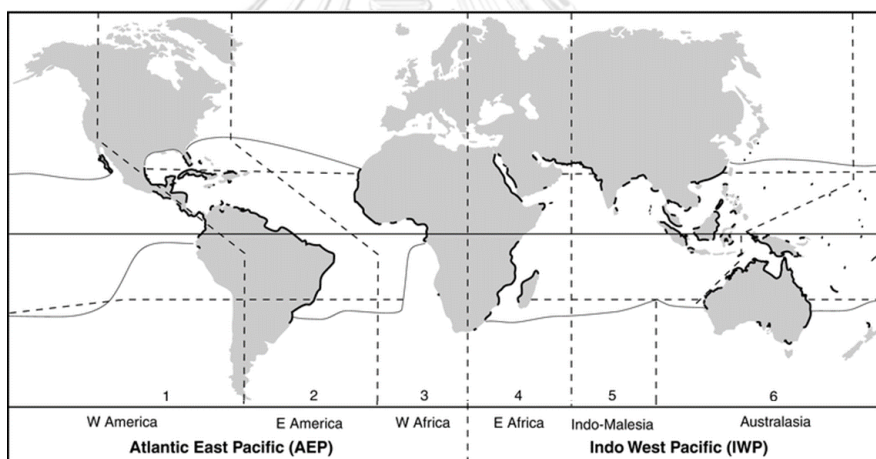 1 2 3 4 5 6
W America E America W Africa E Africa Indo-Malesia Australasia
Atlantic East Pacific (AEP) Indo West Pacific (IWP)